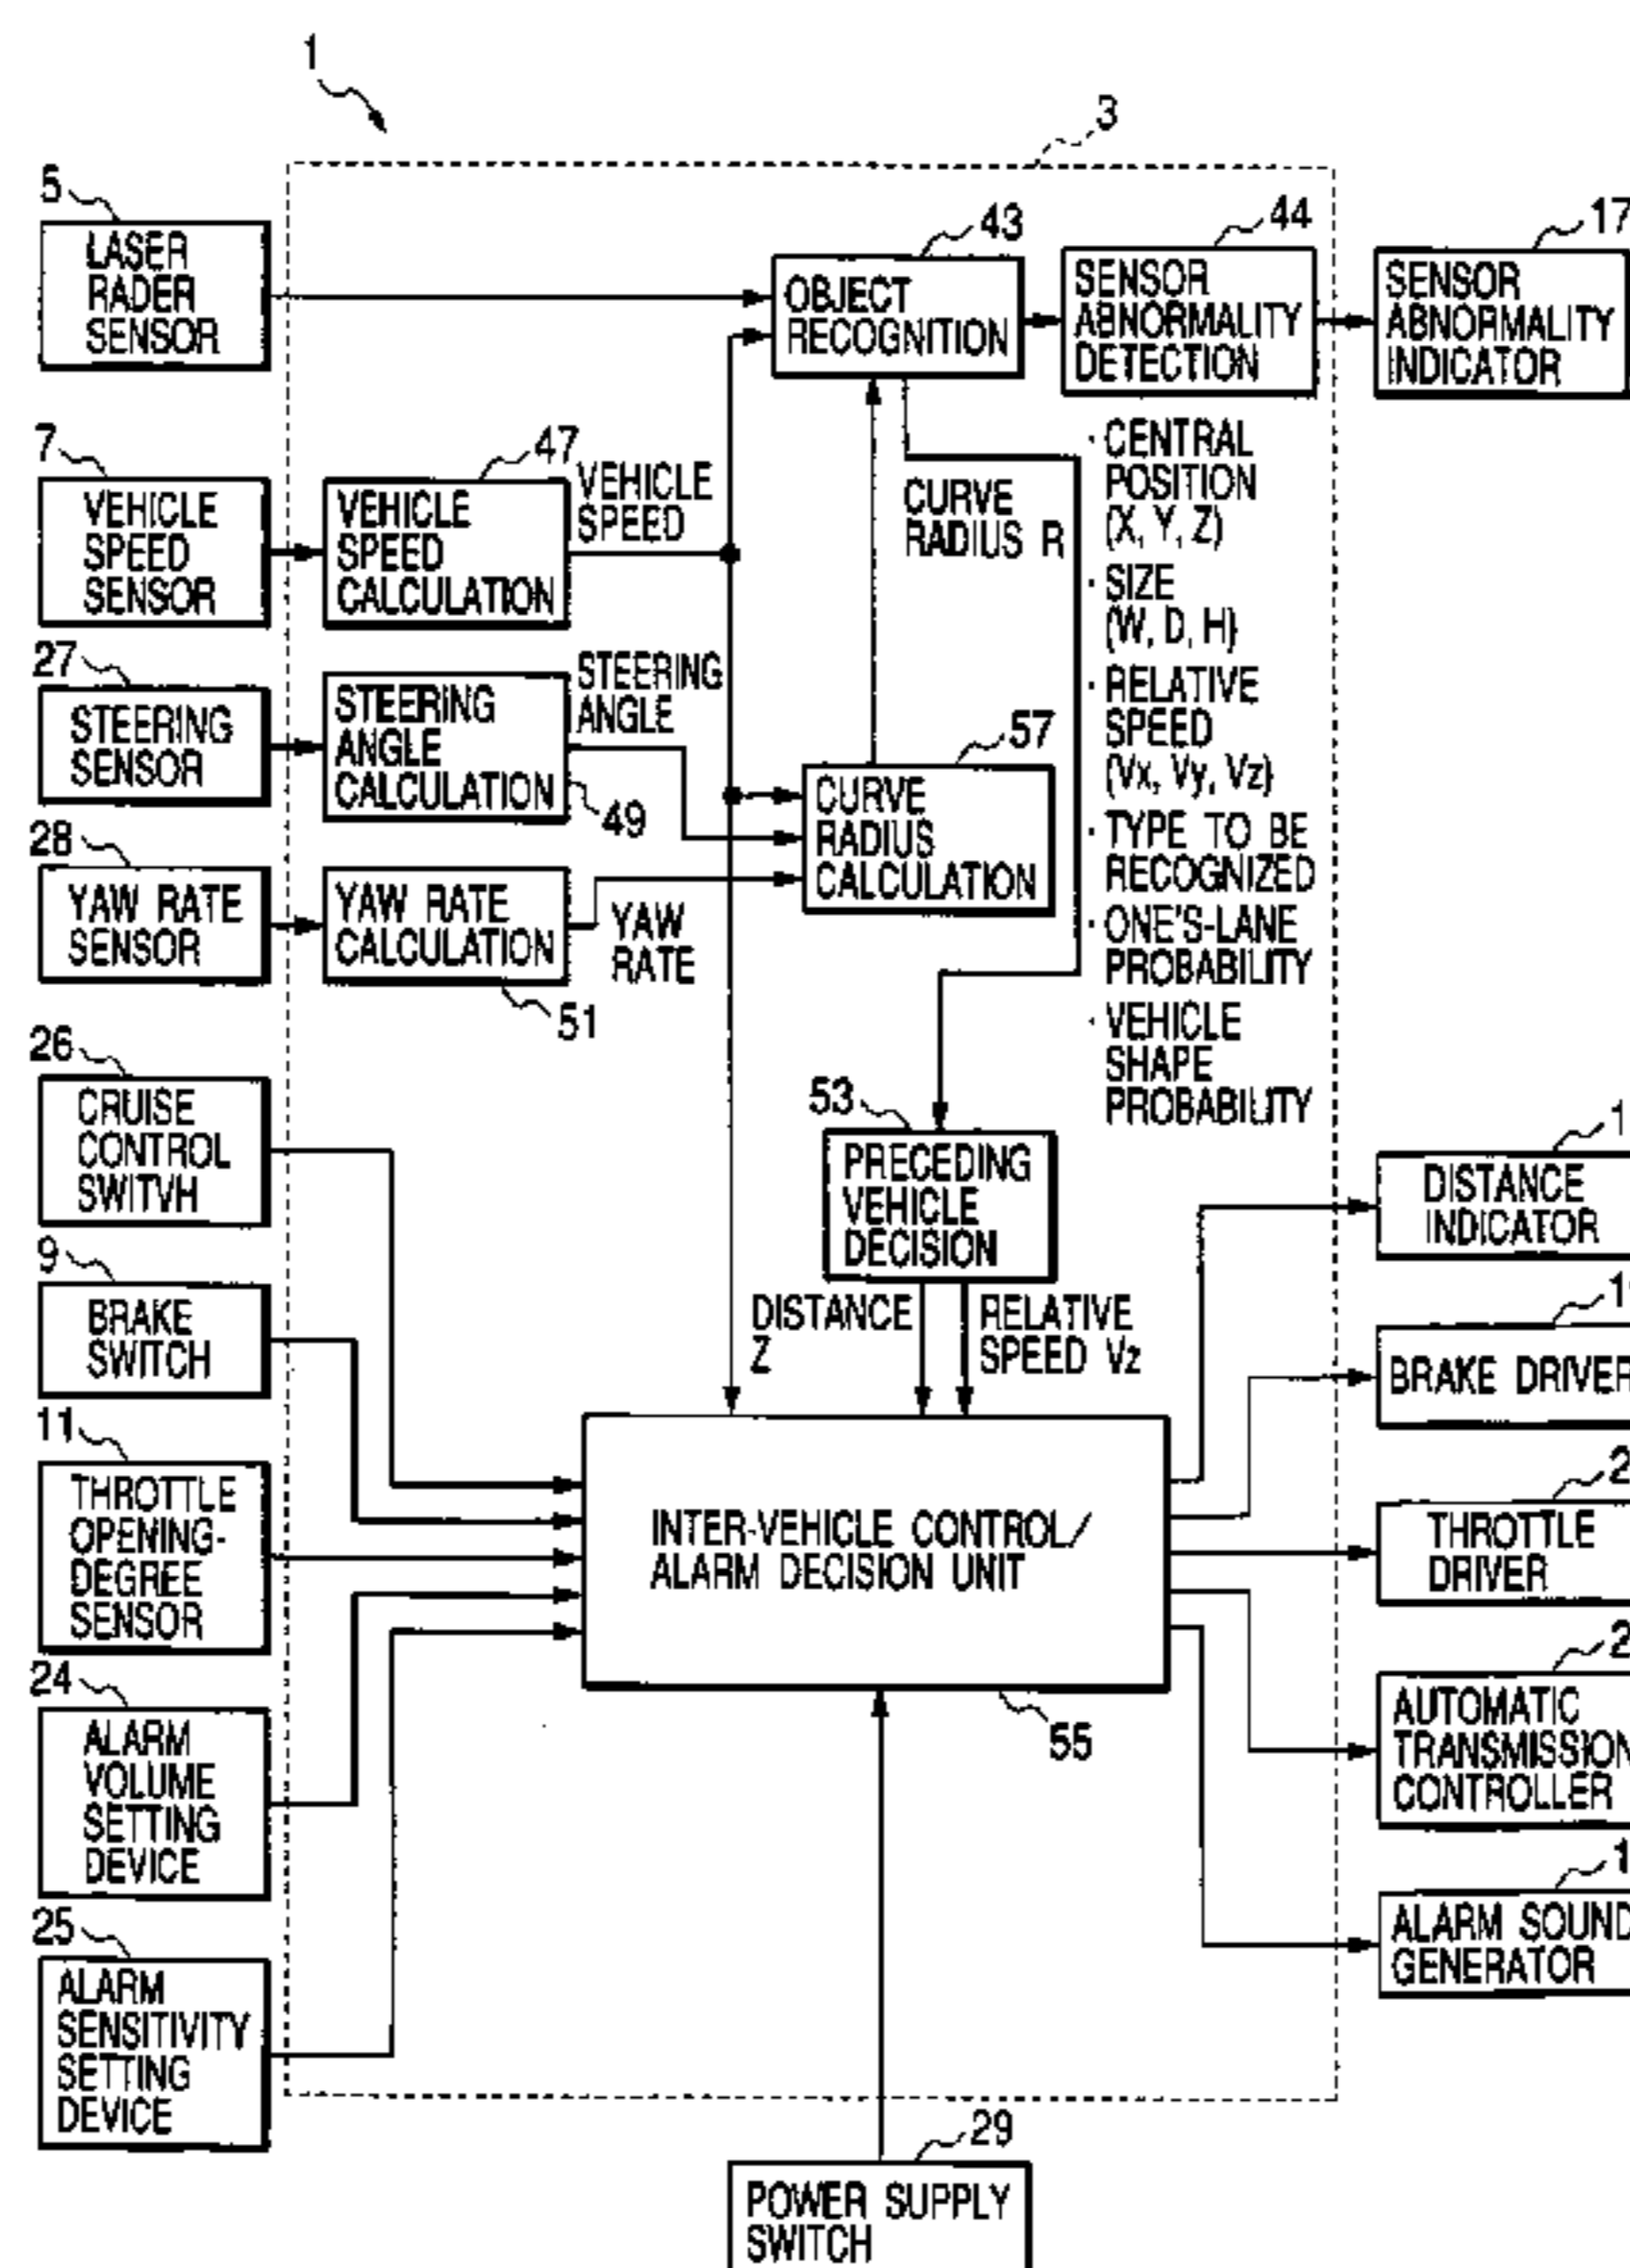 1
3
5
LASER
RADER
SENSOR
43
OBJECT
RECOGNITION
44
SENSOR
ABNORMALITY
DETECTION
17
SENSOR
ABNORMALITY
INDICATOR
7
VEHICLE
SPEED
SENSOR
47
VEHICLE
SPEED
CALCULATION
VEHICLE
SPEED
CURVE
RADIUS R
· CENTRAL
POSITION
(X, Y, Z)
· SIZE
(W, D, H)
· RELATIVE
SPEED
(Vx, Vy, Vz)
· TYPE TO BE
RECOGNIZED
· ONE'S-LANE
PROBABILITY
· VEHICLE
SHAPE
PROBABILITY
27
STEERING
SENSOR
STEERING
ANGLE
CALCULATION
49
STEERING
ANGLE
57
CURVE
RADIUS
CALCULATION
28
YAW RATE
SENSOR
YAW RATE
CALCULATION
51
YAW
RATE
26
CRUISE
CONTROL
SWITVH
53
PRECEDING
VEHICLE
DECISION
DISTANCE
Z
RELATIVE
SPEED Vz
9
BRAKE
SWITCH
11
THROTTLE
OPENING-
DEGREE
SENSOR
24
ALARM
VOLUME
SETTING
DEVICE
25
ALARM
SENSITIVITY
SETTING
DEVICE
INTER-VEHICLE CONTROL/
ALARM DECISION UNIT
55
DISTANCE
INDICATOR
BRAKE DRIVER
THROTTLE
DRIVER
AUTOMATIC
TRANSMISSION
CONTROLLER
ALARM SOUND
GENERATOR
29
POWER SUPPLY
SWITCH